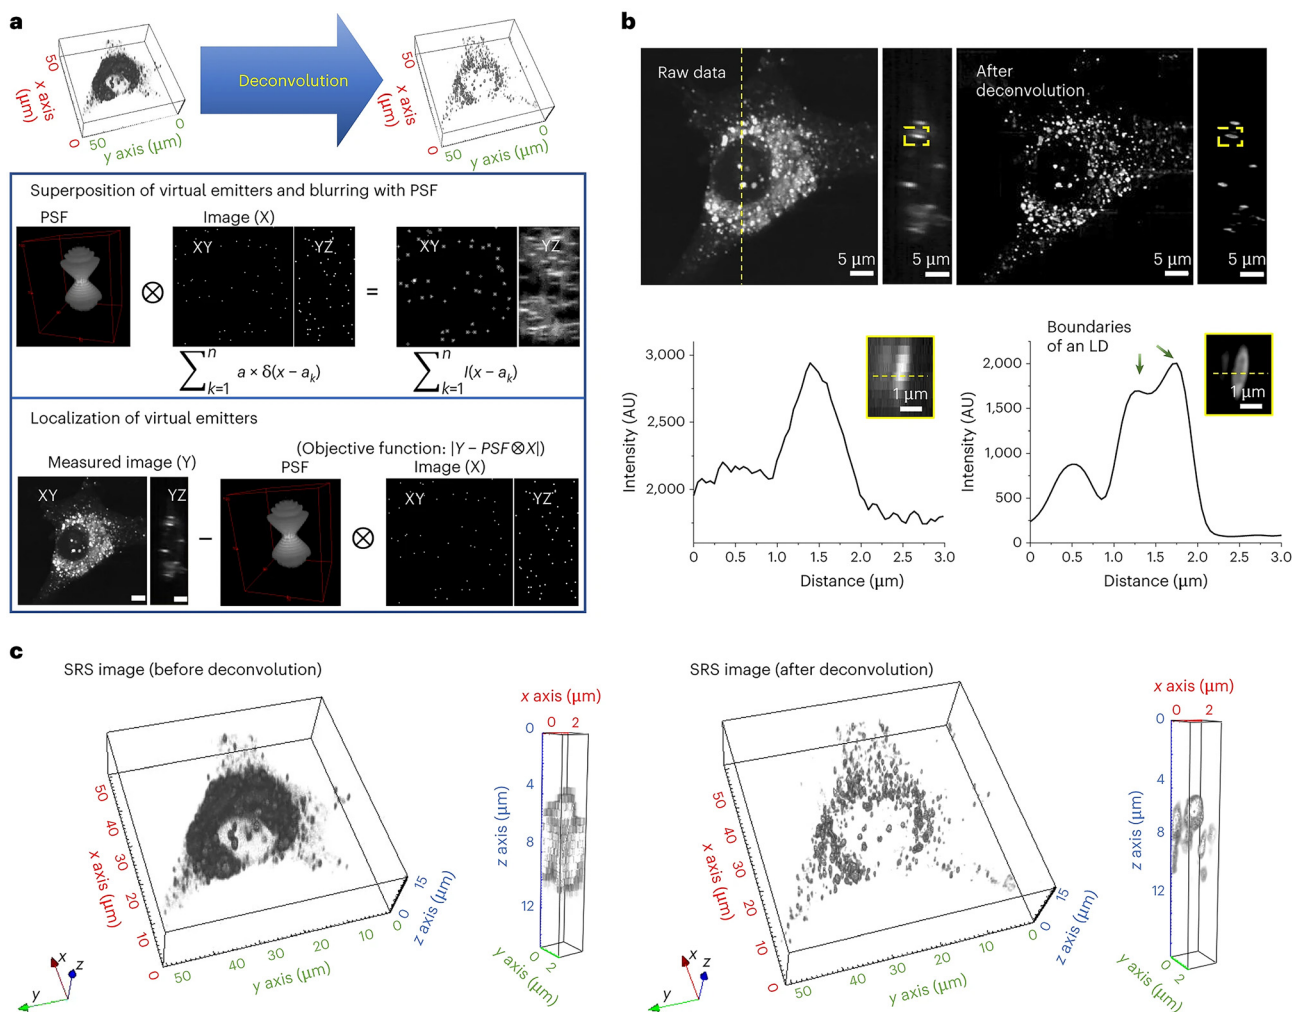 a
50
x axis
(μm)
0
50
y axis (μm)
0
Deconvolution
50
x axis
(μm)
0
50
y axis (μm)
0
Superposition of virtual emitters and blurring with PSF
PSF
Image (X)
XY
YZ
⊗
=
XY
YZ
∑ⁿₖ₌₁ a × δ(x − aₖ)
∑ⁿₖ₌₁ I(x − aₖ)
Localization of virtual emitters
(Objective function: |Y − PSF⊗X|)
Measured image (Y)
PSF
Image (X)
XY
YZ
−
⊗
XY
YZ
b
Raw data
5 μm
5 μm
After
deconvolution
5 μm
5 μm
3,000
2,500
2,000
Intensity (AU)
1 μm
0 0.5 1.0 1.5 2.0 2.5 3.0
Distance (μm)
Boundaries
of an LD
2,000
1,500
1,000
500
0
Intensity (AU)
1 μm
0 0.5 1.0 1.5 2.0 2.5 3.0
Distance (μm)
c
SRS image (before deconvolution)
50
40
30
20
10
0
x axis (μm)
50 40 30 20 10 0
y axis (μm)
0
15
z axis (μm)
x
z
y
x axis (μm)
0 2
0
4
8
12
z axis (μm)
0 2
y axis
(μm)
SRS image (after deconvolution)
50
40
30
20
10
0
x axis (μm)
50 40 30 20 10 0
y axis (μm)
0
15
z axis (μm)
x
z
y
x axis (μm)
0 2
0
4
8
12
z axis (μm)
0
2
y axis
(μm)